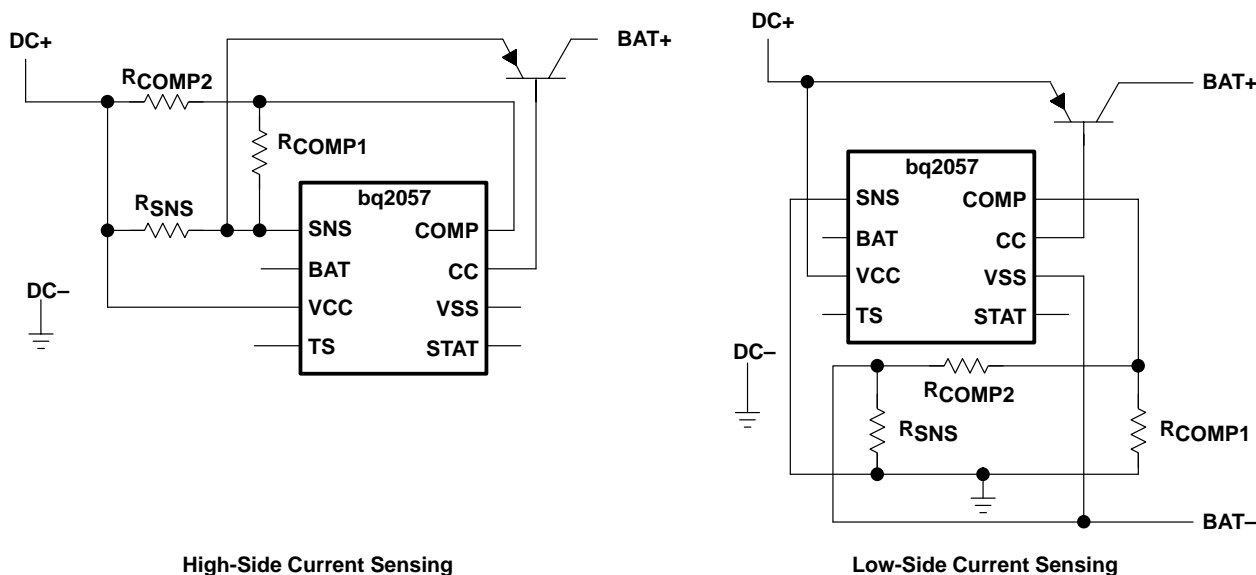 DC+
BAT+
RCOMP2
RCOMP1
RSNS
bq2057
SNS
COMP
BAT
CC
DC–
VCC
VSS
TS
STAT
High-Side Current Sensing
DC+
BAT+
bq2057
SNS
COMP
BAT
CC
VCC
VSS
TS
STAT
DC–
RCOMP2
RSNS
RCOMP1
BAT–
Low-Side Current Sensing